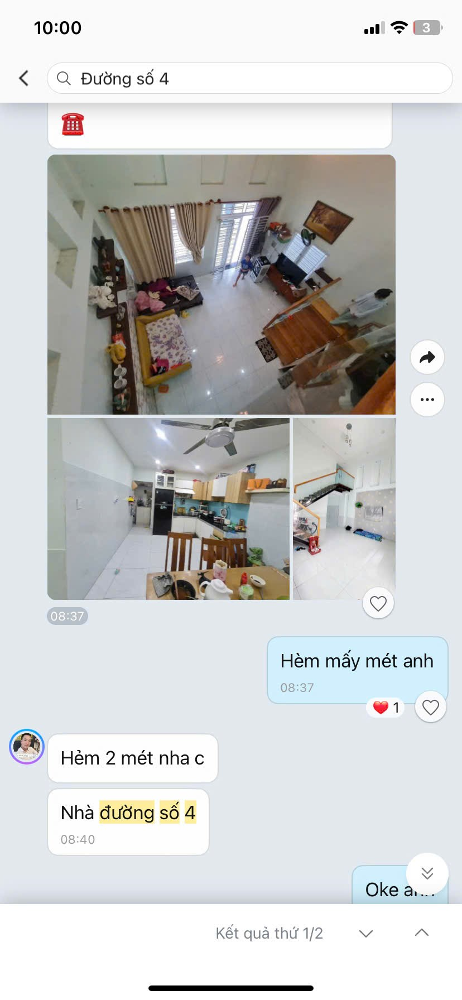 10:00
3
Đường số 4
08:37
Hèm mấy mét anh
08:37
1
Hẻm 2 mét nha c
Nhà đường số 4
08:40
Oke a
Kết quả thứ 1/2